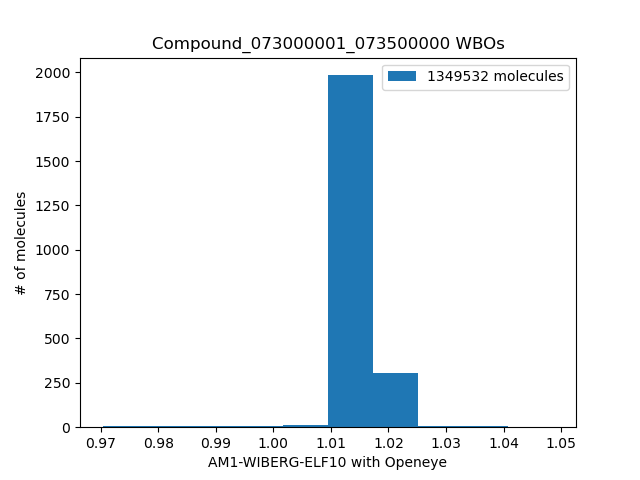 Compound_073000001_073500000 WBOs
1349532 molecules
# of molecules
2000
1750
1500
1250
1000
750
500
250
0
0.97 0.98 0.99 1.00 1.01 1.02 1.03 1.04 1.05
AM1-WIBERG-ELF10 with Openeye